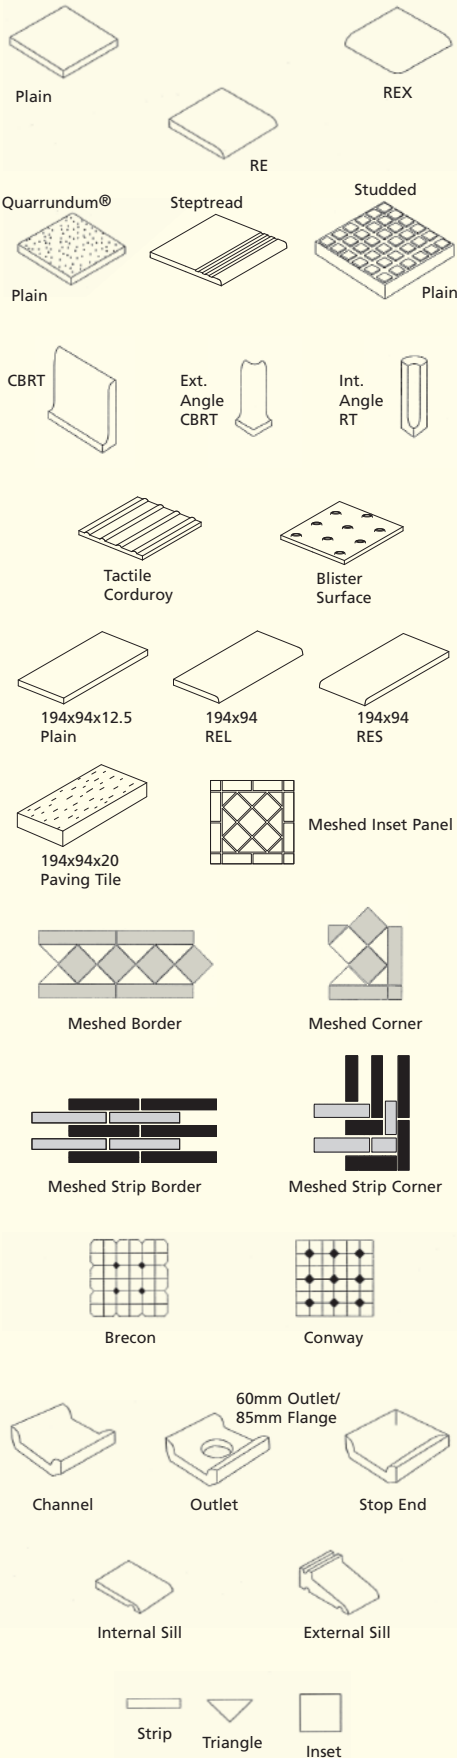 Plain
REX
RE
Quarrundum®
Steptread
Studded
Plain
Plain
CBRT
Ext.
Angle
CBRT
Int.
Angle
RT
Tactile
Corduroy
Blister
Surface
194x94x12.5
Plain
194x94
REL
194x94
RES
194x94x20
Paving Tile
Meshed Inset Panel
Meshed Border
Meshed Corner
Meshed Strip Border
Meshed Strip Corner
Brecon
Conway
60mm Outlet/
85mm Flange
Channel
Outlet
Stop End
Internal Sill
External Sill
Strip
Triangle
Inset